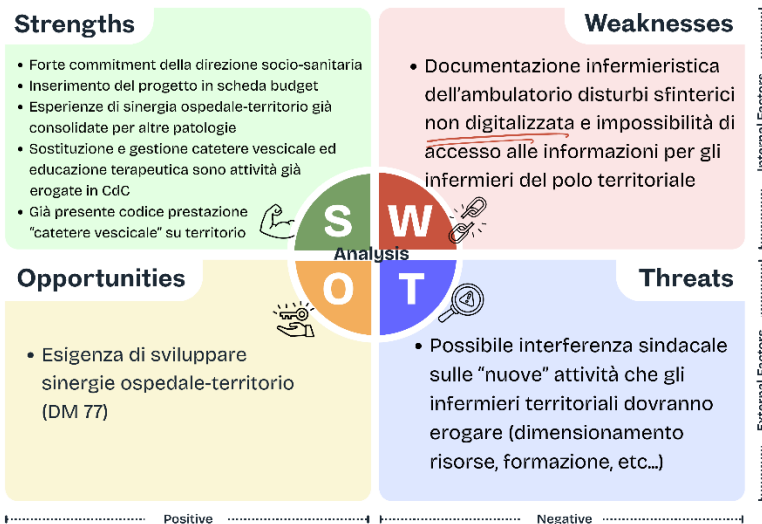 Strengths
• Forte commitment della direzione socio-sanitaria
• Inserimento del progetto in scheda budget
• Esperienze di sinergia ospedale-territorio già
consolidate per altre patologie
• Sostituzione e gestione catetere vescicale ed
educazione terapeutica sono attività già
erogate in CdC
• Già presente codice prestazione
“catetere vescicale” su territorio
Weaknesses
• Documentazione infermieristica
dell’ambulatorio disturbi sfinterici
non digitalizzata e impossibilità di
accesso alle informazioni per gli
infermieri del polo territoriale
Internal Factors
S W
Analysis
O T
Opportunities
• Esigenza di sviluppare
sinergie ospedale-territorio
(DM 77)
Threats
• Possibile interferenza sindacale
sulle “nuove” attività che gli
infermieri territoriali dovranno
erogare (dimensionamento
risorse, formazione, etc...)
External Factors
Positive
Negative